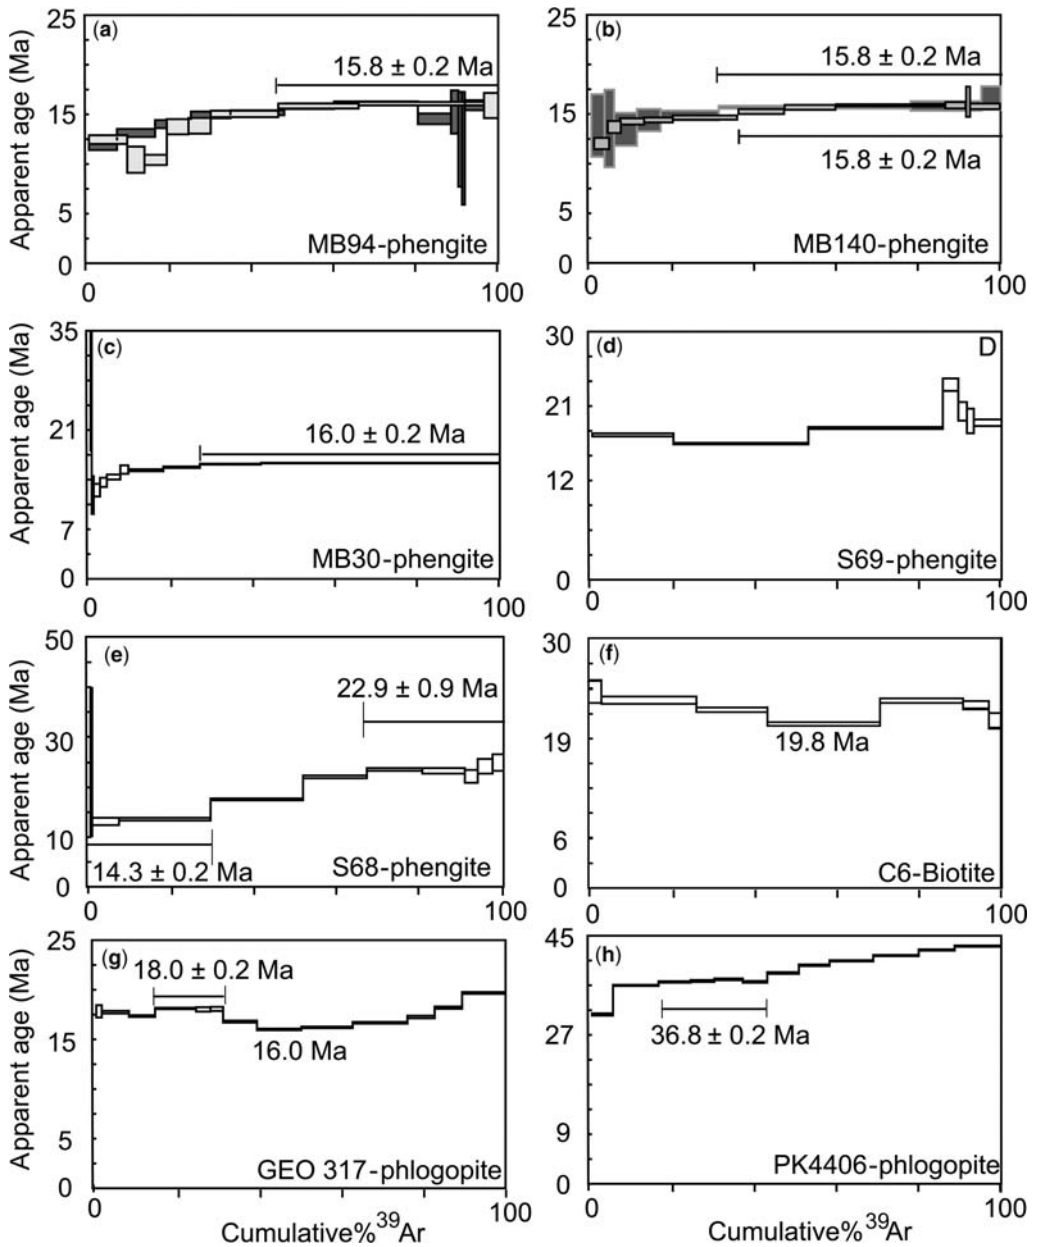 (a)
25
15
5
0
Apparent age (Ma)
15.8 ± 0.2 Ma
MB94-phengite
0
100
(b)
25
15
5
0
15.8 ± 0.2 Ma
15.8 ± 0.2 Ma
MB140-phengite
0
100
(c)
35
21
7
0
Apparent age (Ma)
16.0 ± 0.2 Ma
MB30-phengite
0
100
(d)
D
30
21
12
0
S69-phengite
0
100
(e)
50
30
10
0
Apparent age (Ma)
22.9 ± 0.9 Ma
14.3 ± 0.2 Ma
S68-phengite
0
100
(f)
30
19
6
0
19.8 Ma
C6-Biotite
0
100
(g)
25
15
5
0
Apparent age (Ma)
18.0 ± 0.2 Ma
16.0 Ma
GEO 317-phlogopite
0
100
Cumulative% ³⁹Ar
(h)
45
27
9
0
36.8 ± 0.2 Ma
PK4406-phlogopite
0
100
Cumulative% ³⁹Ar